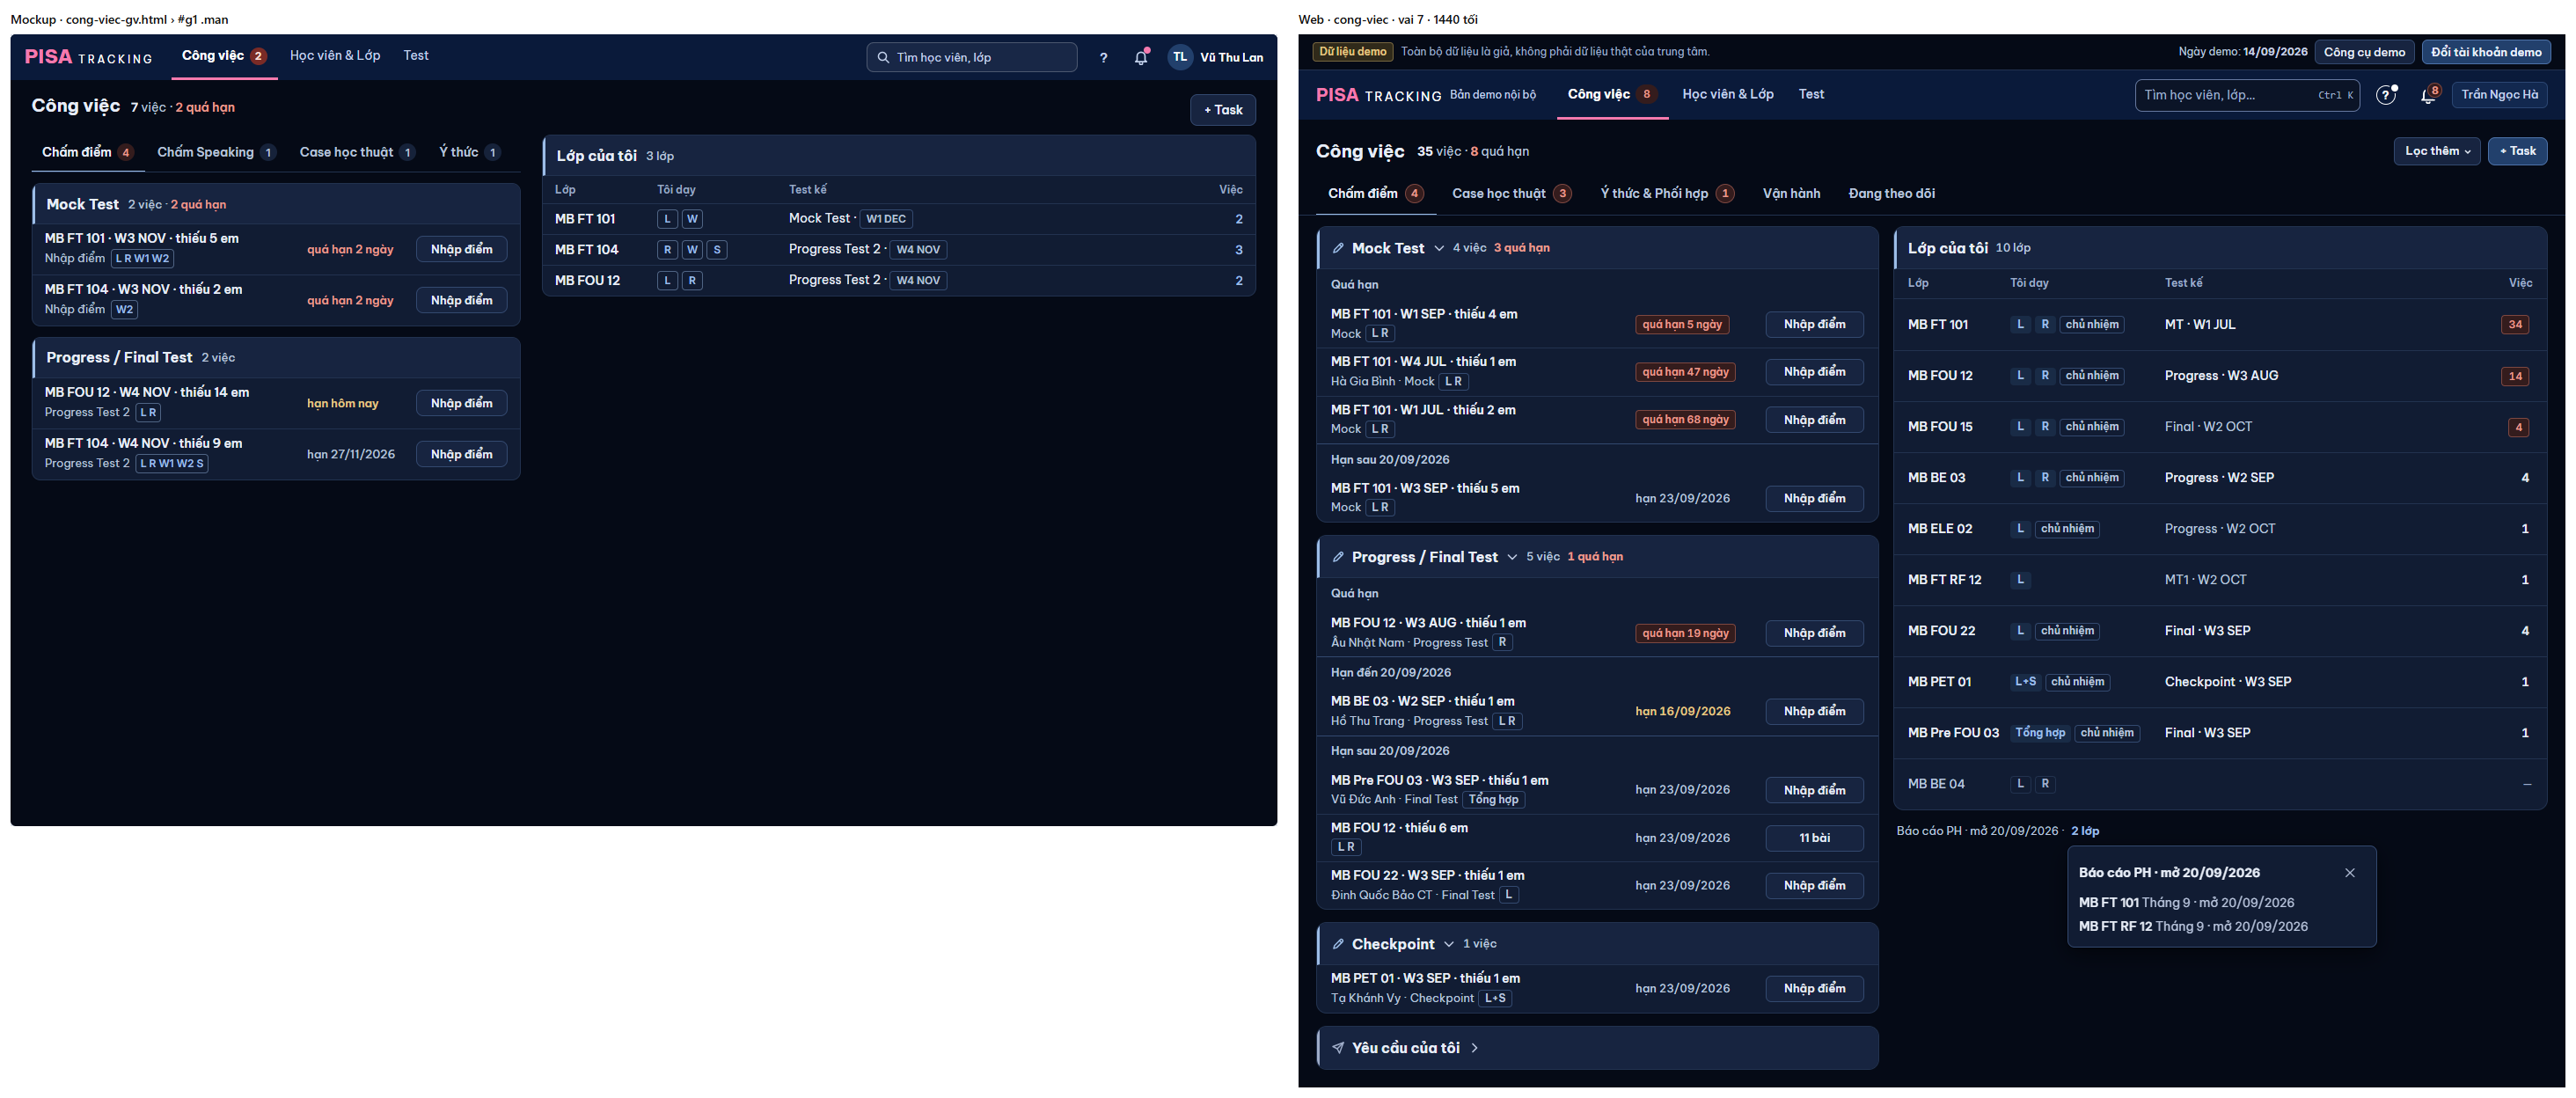 Mockup · cong-viec-gv.html › #g1 .man
PISA TRACKING Công việc 2 Học viên & Lớp Test Tìm học viên, lớp ? TL Vũ Thu Lan
Công việc 7 việc · 2 quá hạn + Task
Chấm điểm 4 Chấm Speaking 1 Case học thuật 1 Ý thức 1
Mock Test 2 việc · 2 quá hạn
MB FT 101 · W3 NOV · thiếu 5 em quá hạn 2 ngày Nhập điểm
Nhập điểm L R W1 W2
MB FT 104 · W3 NOV · thiếu 2 em quá hạn 2 ngày Nhập điểm
Nhập điểm W2
Progress / Final Test 2 việc
MB FOU 12 · W4 NOV · thiếu 14 em hạn hôm nay Nhập điểm
Progress Test 2 L R
MB FT 104 · W4 NOV · thiếu 9 em hạn 27/11/2026 Nhập điểm
Progress Test 2 L R W1 W2 S
Lớp của tôi 3 lớp
Lớp Tôi dạy Test kế Việc
MB FT 101 L W Mock Test · W1 DEC 2
MB FT 104 R W S Progress Test 2 · W4 NOV 3
MB FOU 12 L R Progress Test 2 · W4 NOV 2
Web · cong-viec · vai 7 · 1440 tối
Dữ liệu demo Toàn bộ dữ liệu là giả, không phải dữ liệu thật của trung tâm. Ngày demo: 14/09/2026 Công cụ demo Đổi tài khoản demo
PISA TRACKING Bản demo nội bộ Công việc 8 Học viên & Lớp Test Tìm học viên, lớp... Ctrl K ? 8 Trần Ngọc Hà
Công việc 35 việc · 8 quá hạn Lọc thêm + Task
Chấm điểm 4 Case học thuật 3 Ý thức & Phối hợp 1 Vận hành Đang theo dõi
Mock Test 4 việc 3 quá hạn
Quá hạn
MB FT 101 · W1 SEP · thiếu 4 em quá hạn 5 ngày Nhập điểm
Mock L R
MB FT 101 · W4 JUL · thiếu 1 em quá hạn 47 ngày Nhập điểm
Hà Gia Bình · Mock L R
MB FT 101 · W1 JUL · thiếu 2 em quá hạn 68 ngày Nhập điểm
Mock L R
Hạn sau 20/09/2026
MB FT 101 · W3 SEP · thiếu 5 em hạn 23/09/2026 Nhập điểm
Mock L R
Progress / Final Test 5 việc 1 quá hạn
Quá hạn
MB FOU 12 · W3 AUG · thiếu 1 em quá hạn 19 ngày Nhập điểm
Âu Nhật Nam · Progress Test R
Hạn đến 20/09/2026
MB BE 03 · W2 SEP · thiếu 1 em hạn 16/09/2026 Nhập điểm
Hồ Thu Trang · Progress Test L R
Hạn sau 20/09/2026
MB Pre FOU 03 · W3 SEP · thiếu 1 em hạn 23/09/2026 Nhập điểm
Vũ Đức Anh · Final Test Tổng hợp
MB FOU 12 · thiếu 6 em hạn 23/09/2026 11 bài
L R
MB FOU 22 · W3 SEP · thiếu 1 em hạn 23/09/2026 Nhập điểm
Đinh Quốc Bảo CT · Final Test L
Checkpoint 1 việc
MB PET 01 · W3 SEP · thiếu 1 em hạn 23/09/2026 Nhập điểm
Tạ Khánh Vy · Checkpoint L+S
Yêu cầu của tôi
Lớp của tôi 10 lớp
Lớp Tôi dạy Test kế Việc
MB FT 101 L R chủ nhiệm MT · W1 JUL 34
MB FOU 12 L R chủ nhiệm Progress · W3 AUG 14
MB FOU 15 L R chủ nhiệm Final · W2 OCT 4
MB BE 03 L R chủ nhiệm Progress · W2 SEP 4
MB ELE 02 L chủ nhiệm Progress · W2 OCT 1
MB FT RF 12 L MT1 · W2 OCT 1
MB FOU 22 L chủ nhiệm Final · W3 SEP 4
MB PET 01 L+S chủ nhiệm Checkpoint · W3 SEP 1
MB Pre FOU 03 Tổng hợp chủ nhiệm Final · W3 SEP 1
MB BE 04 L R –
Báo cáo PH · mở 20/09/2026 · 2 lớp
Báo cáo PH · mở 20/09/2026
MB FT 101 Tháng 9 · mở 20/09/2026
MB FT RF 12 Tháng 9 · mở 20/09/2026